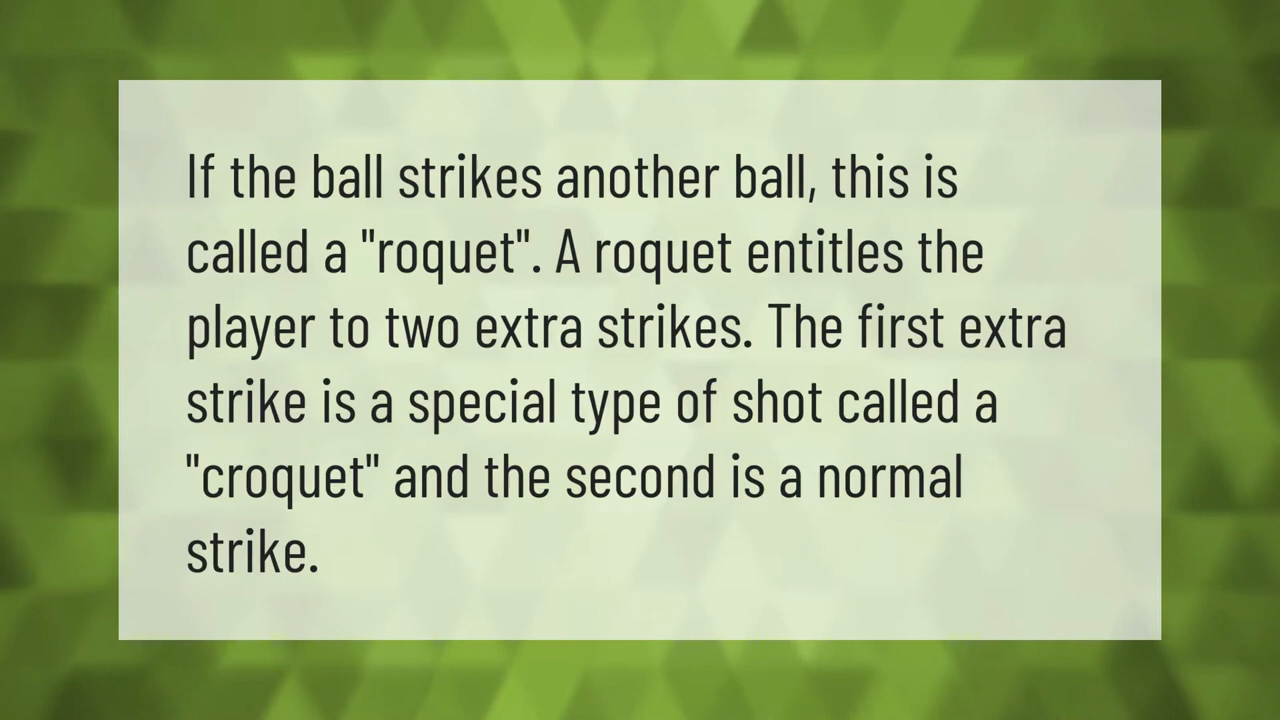 If the ball strikes another ball, this is
called a "roquet". A roquet entitles the
player to two extra strikes. The first extra
strike is a special type of shot called a
"croquet" and the second is a normal
strike.